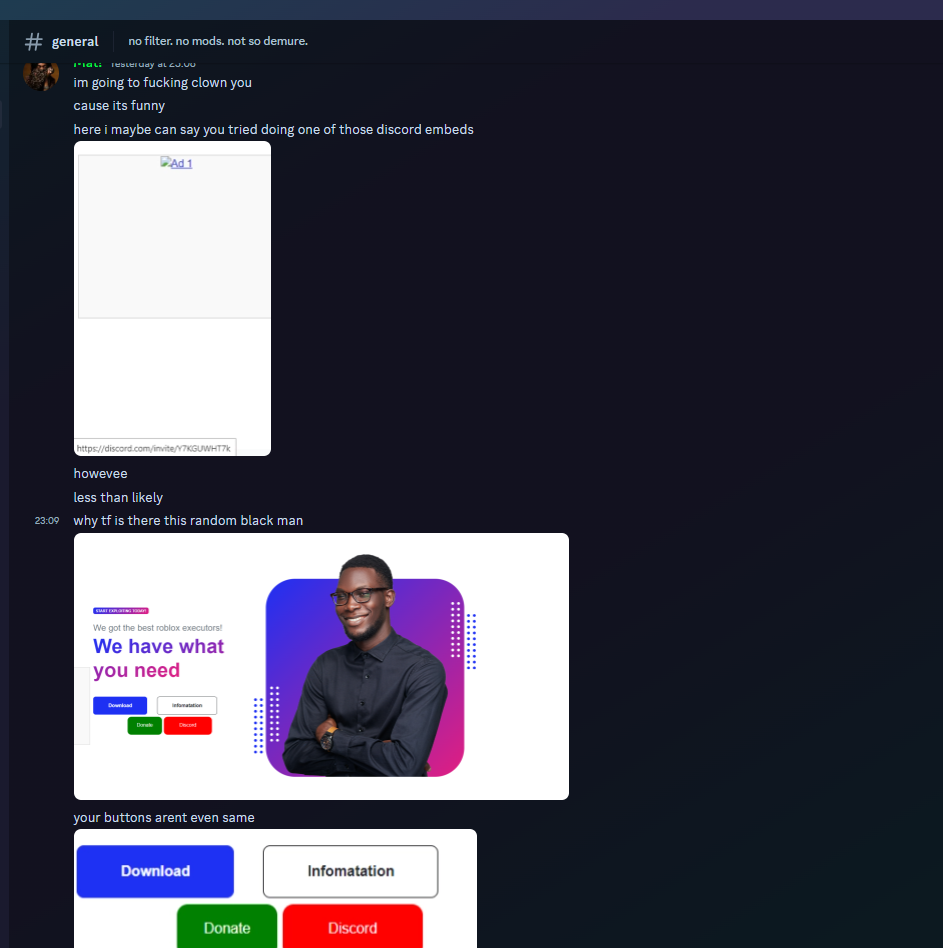 general
no filter. no mods. not so demure.
Yesterday at 23:08
im going to fucking clown you
cause its funny
here i maybe can say you tried doing one of those discord embeds
Ad 1
https://discord.com/invite/Y7KGUWHT7k
howevee
less than likely
23:09 why tf is there this random black man
START EXPLOITING TODAY!
We got the best roblox executors!
We have what
you need
Download Infomatation
Donate Discord
your buttons arent even same
Download Infomatation
Donate Discord